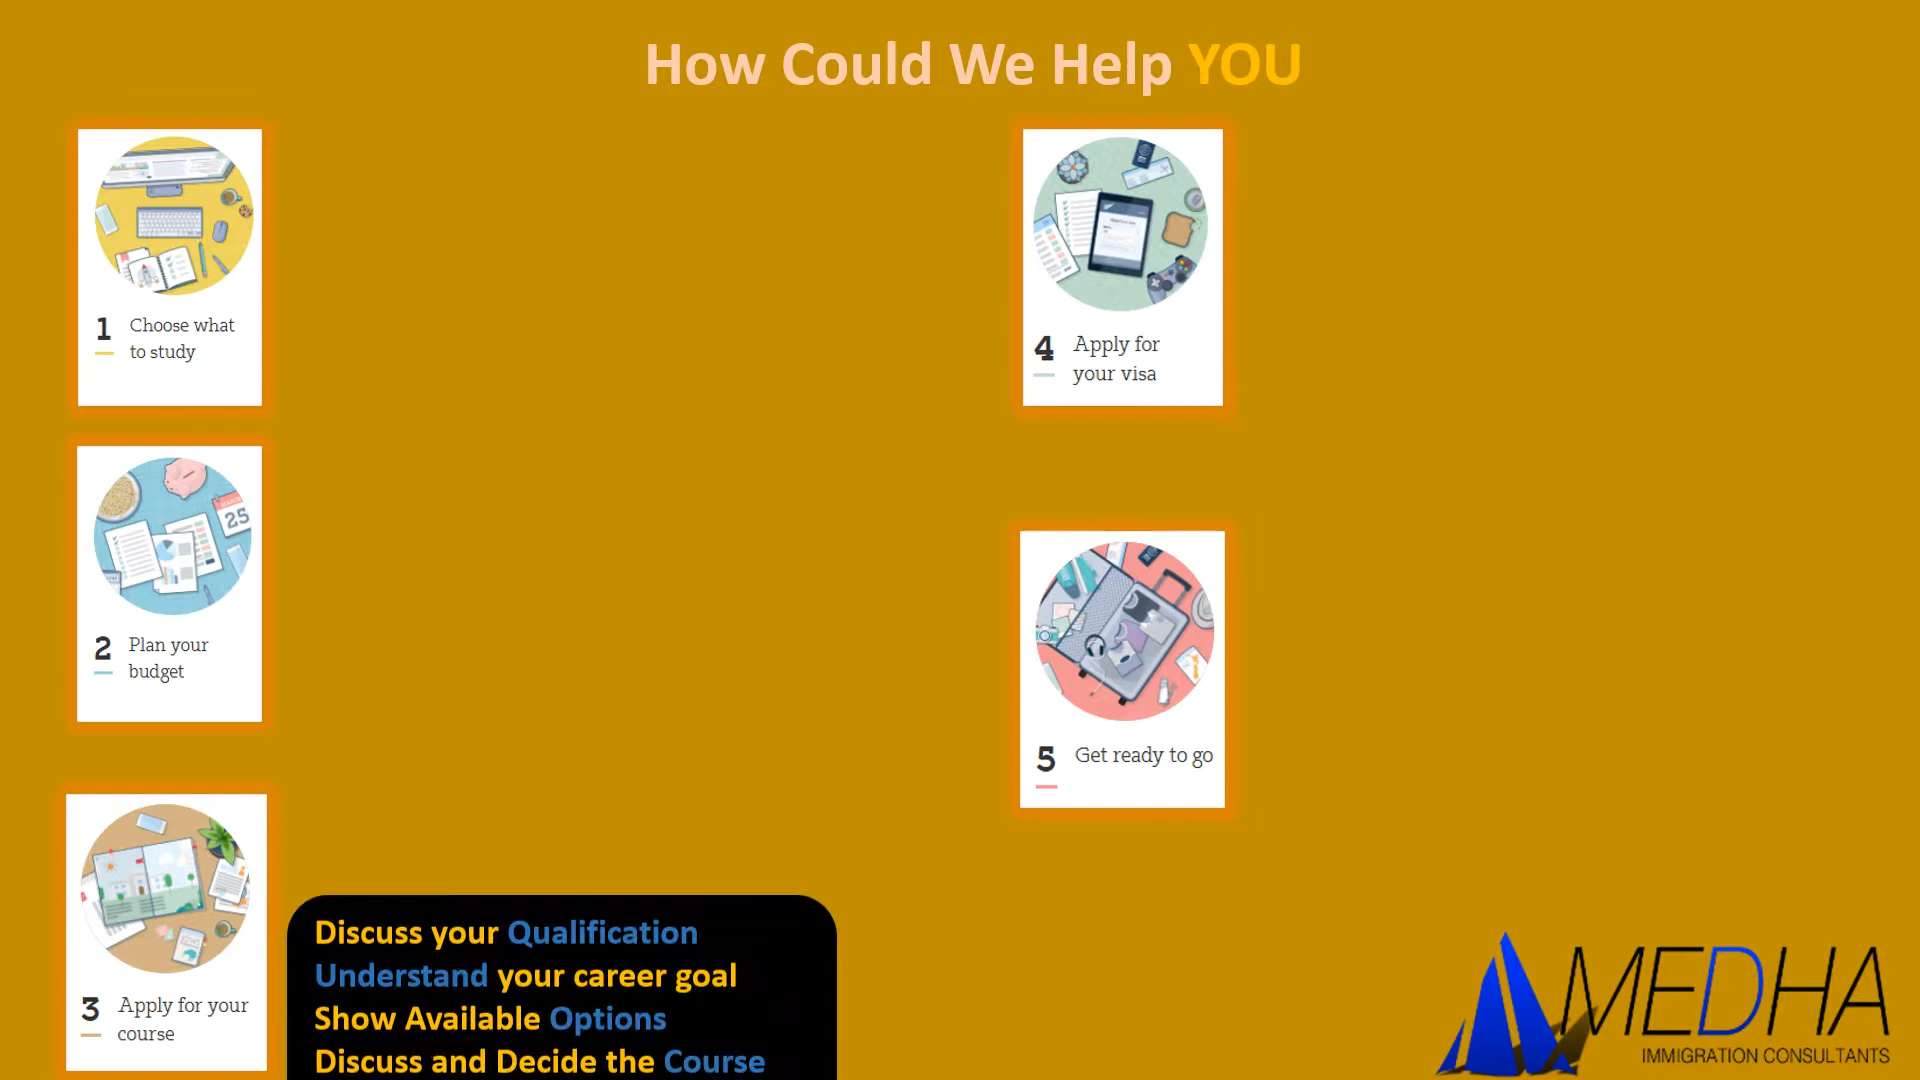 How Could We Help YOU
1 Choose what
to study
2 Plan your
budget
25
3 Apply for your
course
4 Apply for
your visa
5 Get ready to go
Discuss your Qualification
Understand your career goal
Show Available Options
Discuss and Decide the Course
MEDHA
IMMIGRATION CONSULTANTS